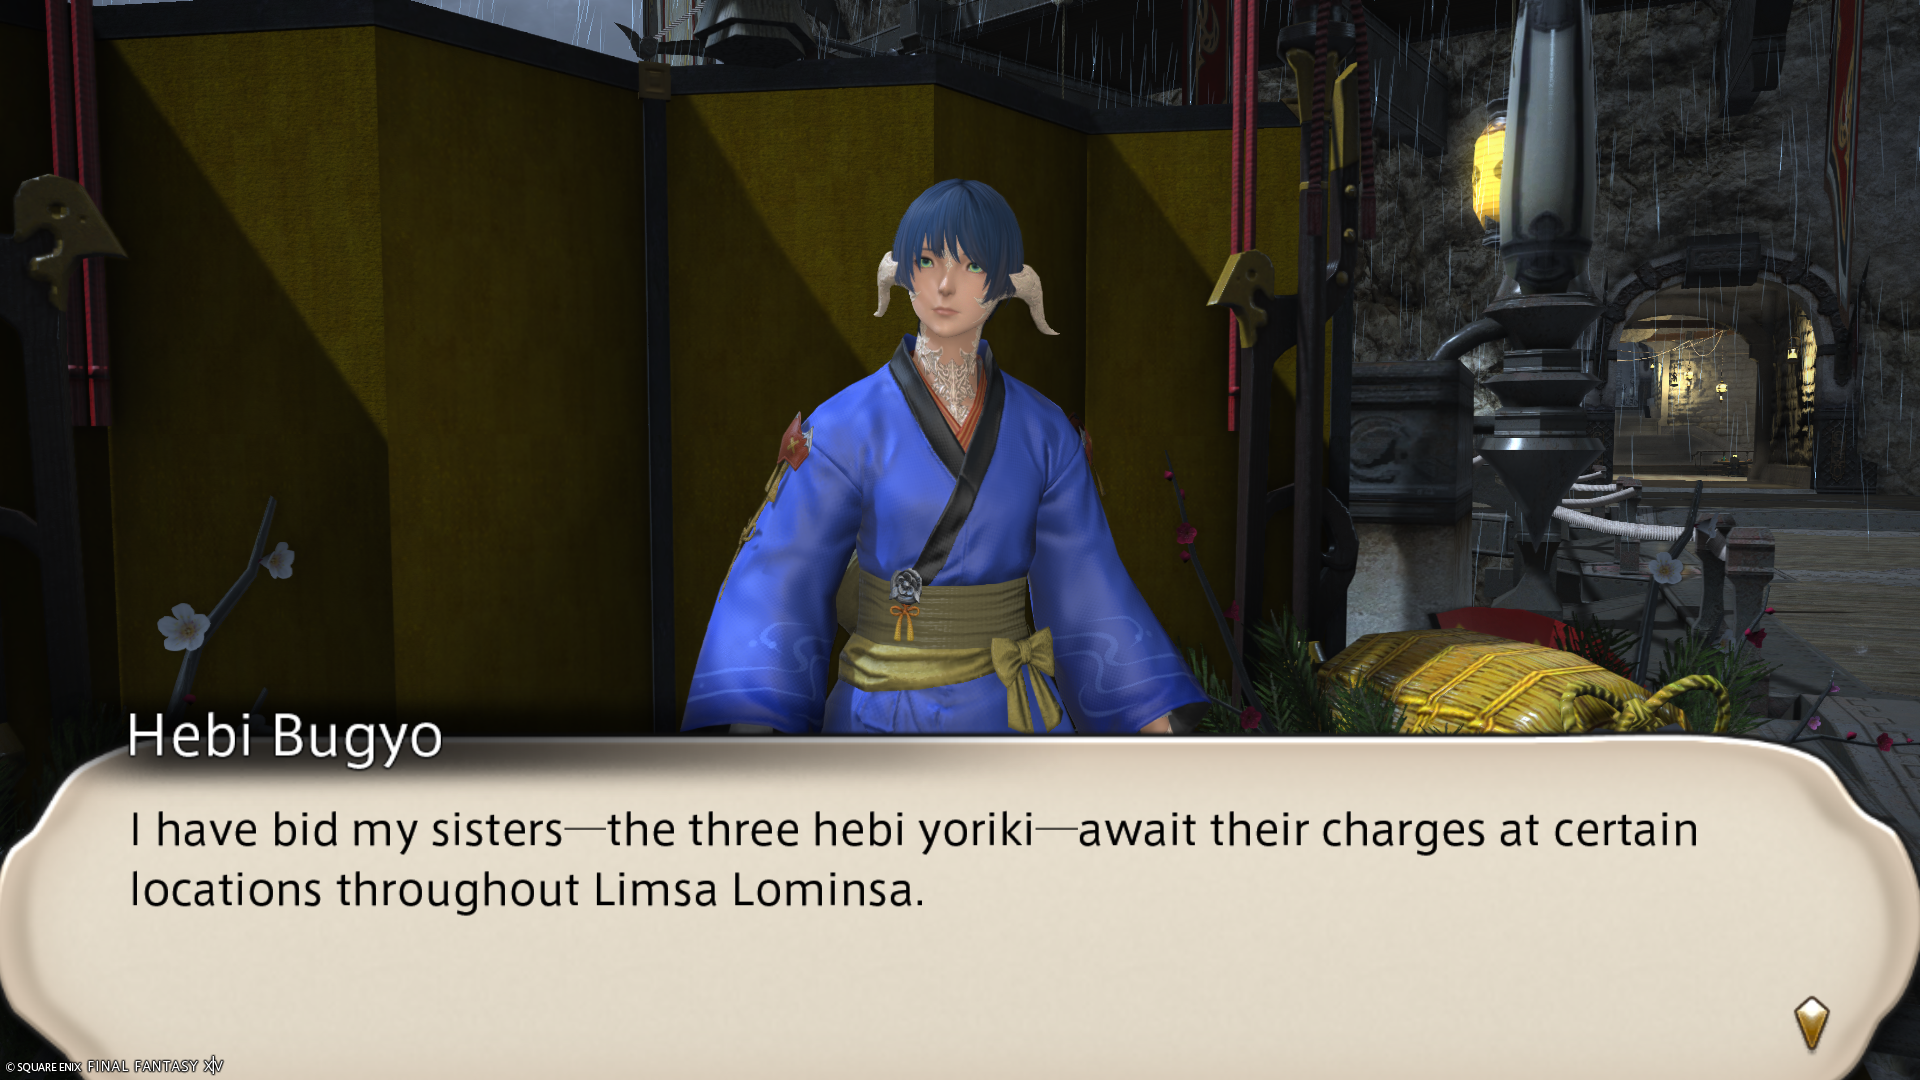 Hebi Bugyo
I have bid my sisters—the three hebi yoriki—await their charges at certain
locations throughout Limsa Lominsa.
© SQUARE ENIX FINAL FANTASY XIV